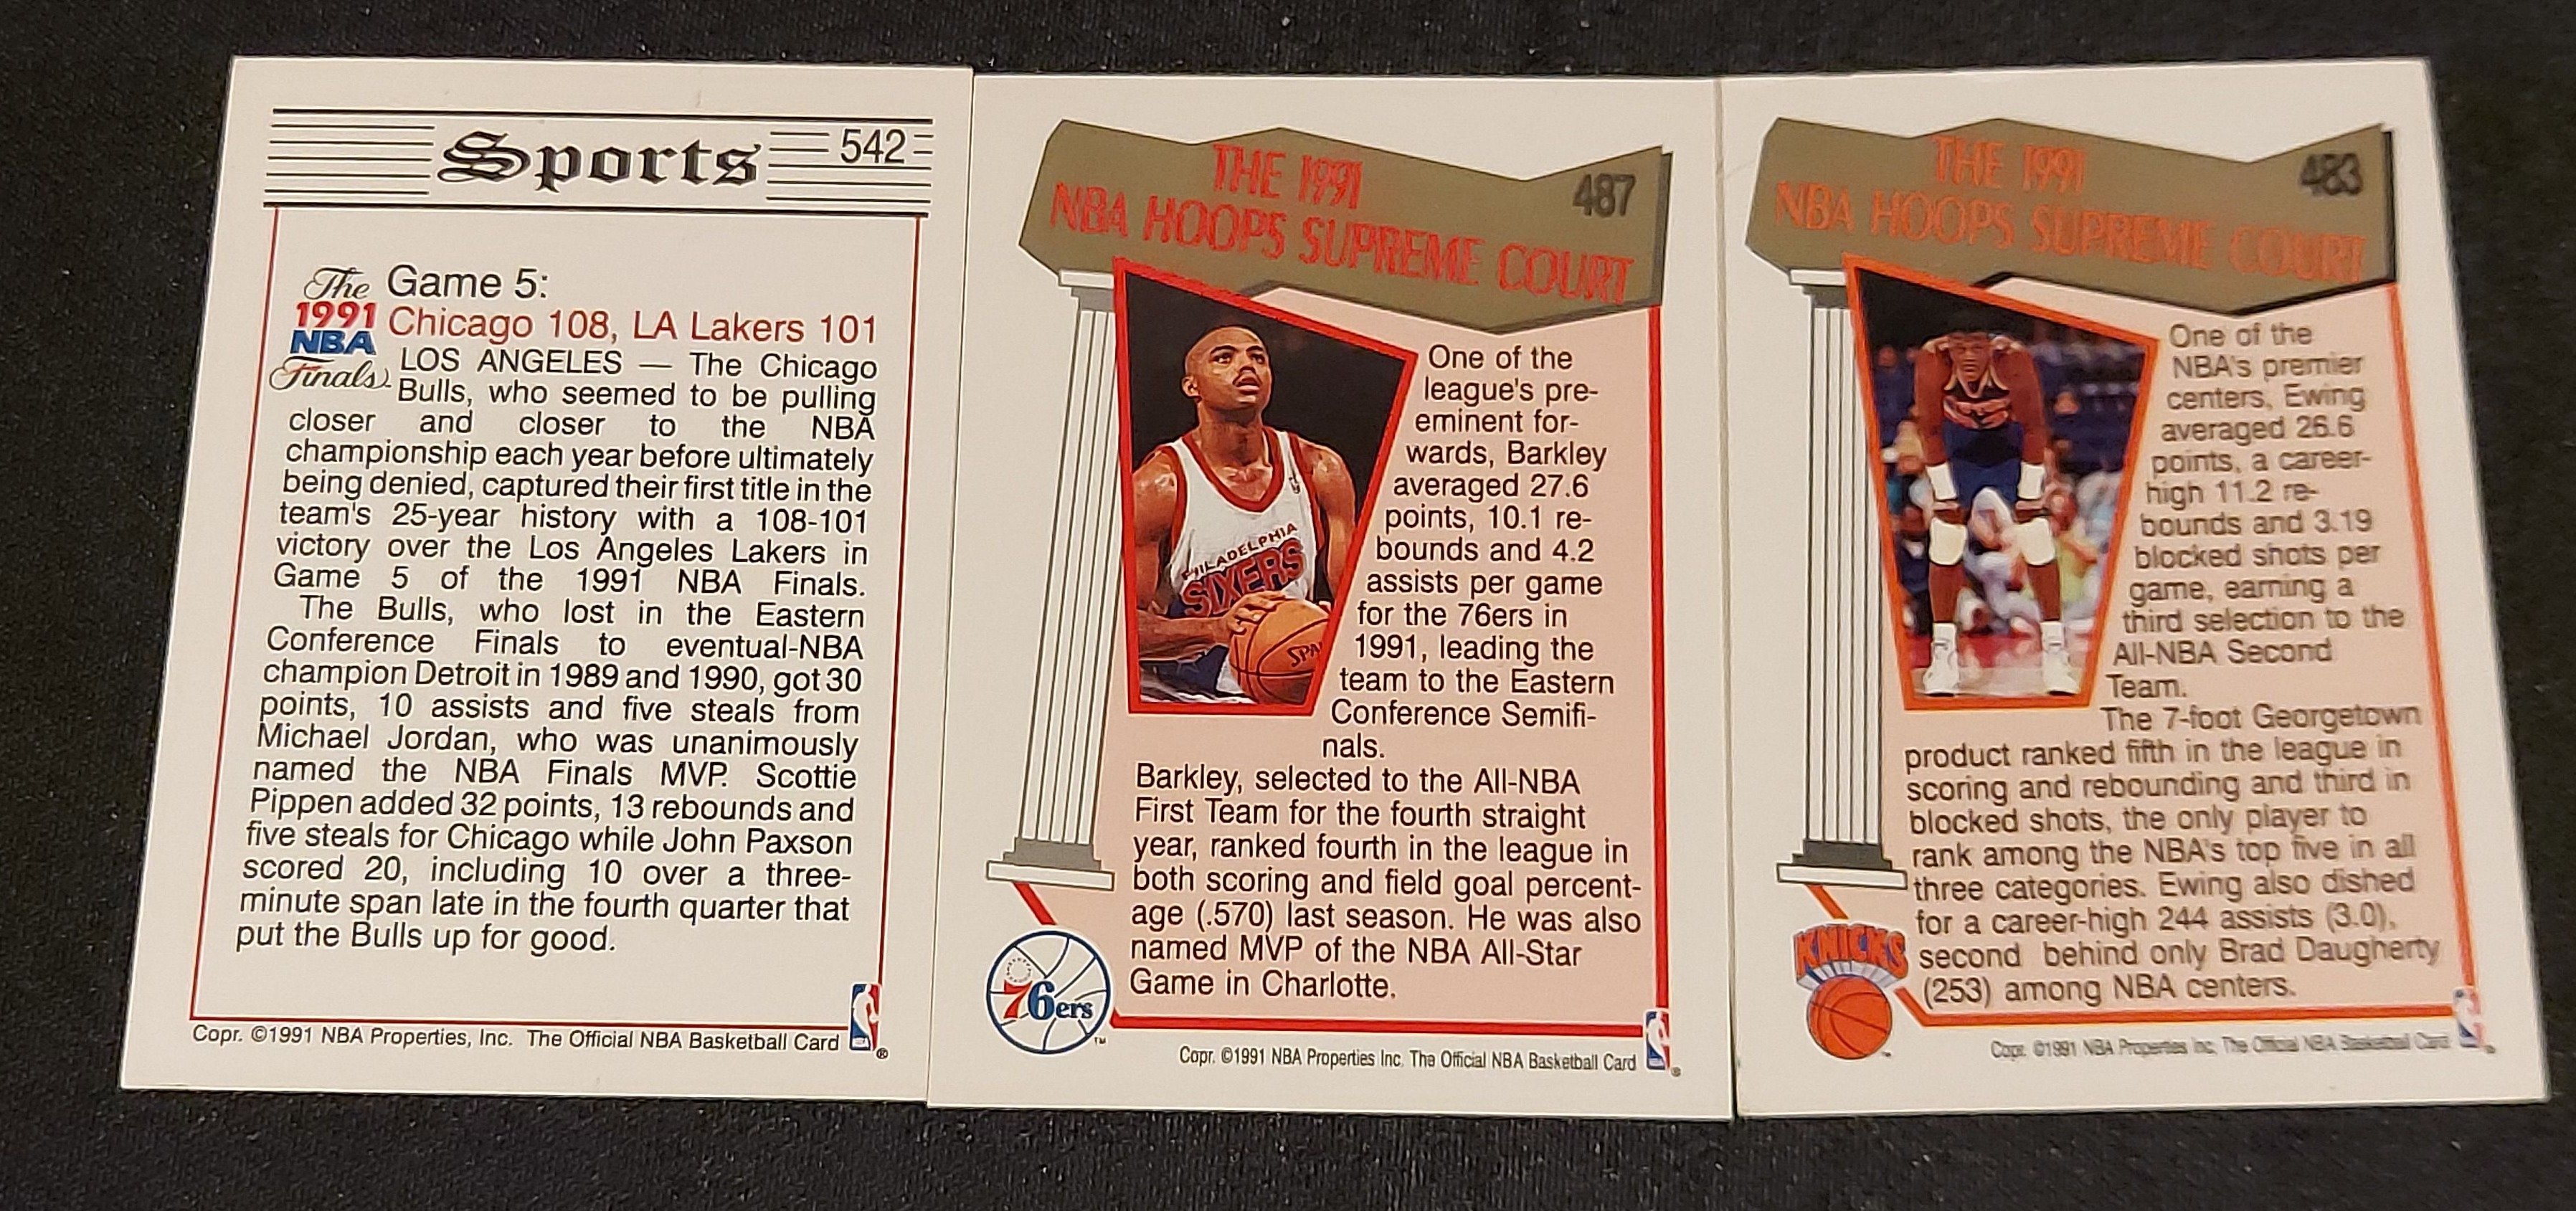 Sports 542
The
1991
NBA
Finals
Game 5:
Chicago 108, LA Lakers 101
LOS ANGELES — The Chicago
Bulls, who seemed to be pulling
closer and closer to the NBA
championship each year before ultimately
being denied, captured their first title in the
team's 25-year history with a 108-101
victory over the Los Angeles Lakers in
Game 5 of the 1991 NBA Finals.
The Bulls, who lost in the Eastern
Conference Finals to eventual-NBA
champion Detroit in 1989 and 1990, got 30
points, 10 assists and five steals from
Michael Jordan, who was unanimously
named the NBA Finals MVP. Scottie
Pippen added 32 points, 13 rebounds and
five steals for Chicago while John Paxson
scored 20, including 10 over a three-
minute span late in the fourth quarter that
put the Bulls up for good.
Copr. ©1991 NBA Properties, Inc. The Official NBA Basketball Card ®
THE 1991
NBA HOOPS SUPREME COURT
487
PHILADELPHIA
SIXERS
SPA
One of the
league's pre-
eminent for-
wards, Barkley
averaged 27.6
points, 10.1 re-
bounds and 4.2
assists per game
for the 76ers in
1991, leading the
team to the Eastern
Conference Semifi-
nals.
Barkley, selected to the All-NBA
First Team for the fourth straight
year, ranked fourth in the league in
both scoring and field goal percent-
age (.570) last season. He was also
named MVP of the NBA All-Star
Game in Charlotte.
76ers ™
Copr. ©1991 NBA Properties Inc. The Official NBA Basketball Card ®
THE 1991
NBA HOOPS SUPREME COURT
483
One of the
NBA's premier
centers, Ewing
averaged 26.6
points, a career-
high 11.2 re-
bounds and 3.19
blocked shots per
game, earning a
third selection to the
All-NBA Second
Team.
The 7-foot Georgetown
product ranked fifth in the league in
scoring and rebounding and third in
blocked shots, the only player to
rank among the NBA's top five in all
three categories. Ewing also dished
for a career-high 244 assists (3.0),
second behind only Brad Daugherty
(253) among NBA centers.
KNICKS
Copr. ©1991 NBA Properties Inc. The Official NBA Basketball Card